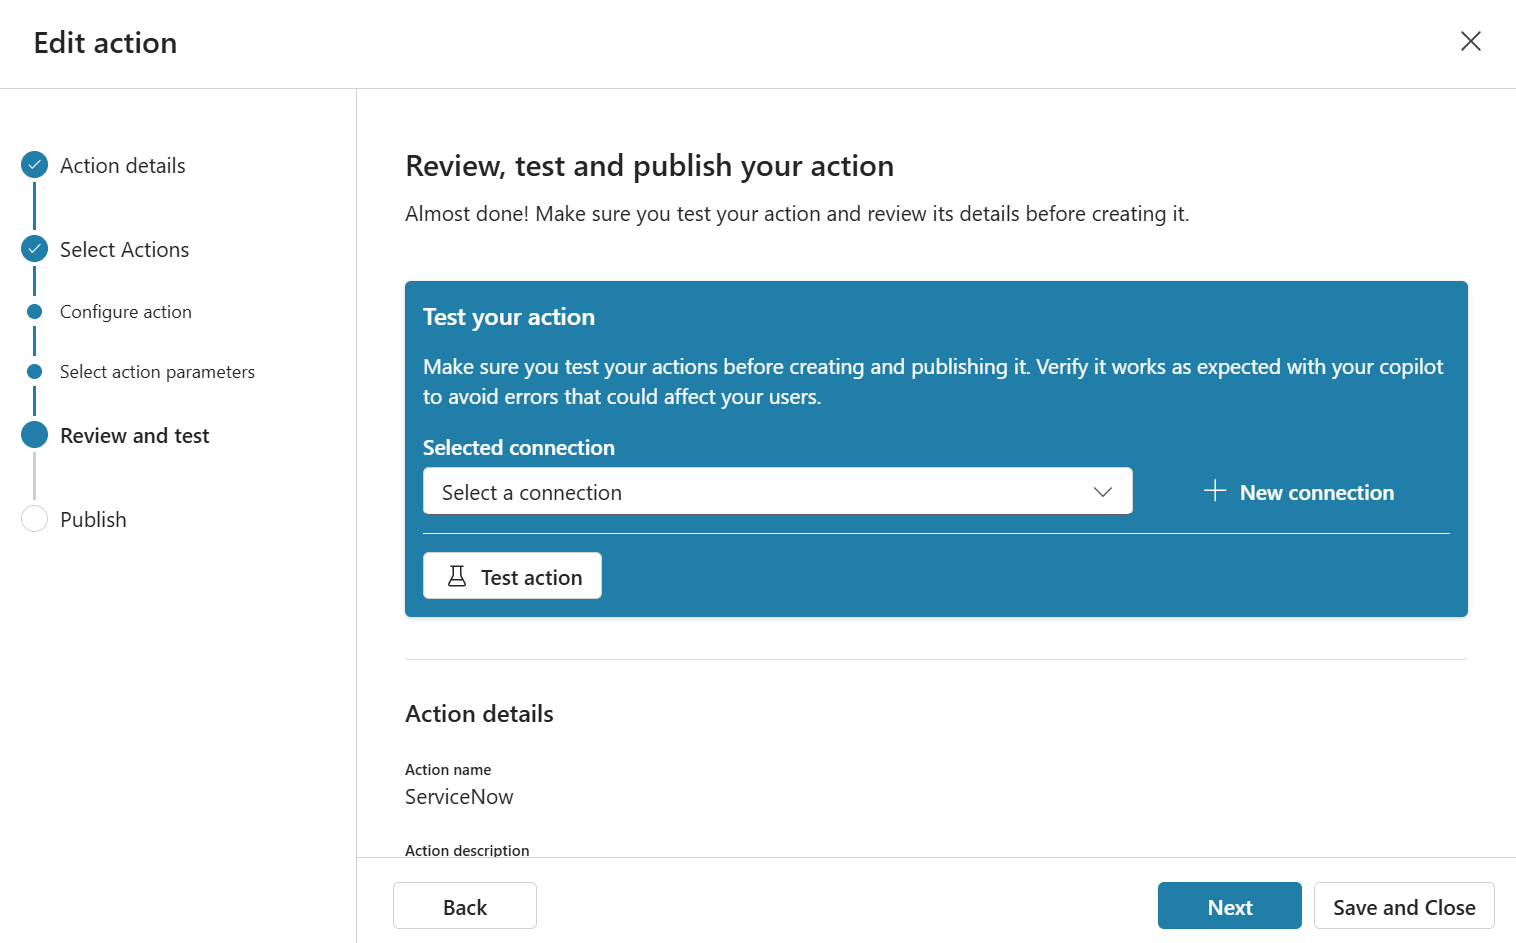 Edit action
Action details
Select Actions
Configure action
Select action parameters
Review and test
Publish
Review, test and publish your action
Almost done! Make sure you test your action and review its details before creating it.
Test your action
Make sure you test your actions before creating and publishing it. Verify it works as expected with your copilot
to avoid errors that could affect your users.
Selected connection
Select a connection
New connection
Test action
Action details
Action name
ServiceNow
Action description
Back
Next
Save and Close